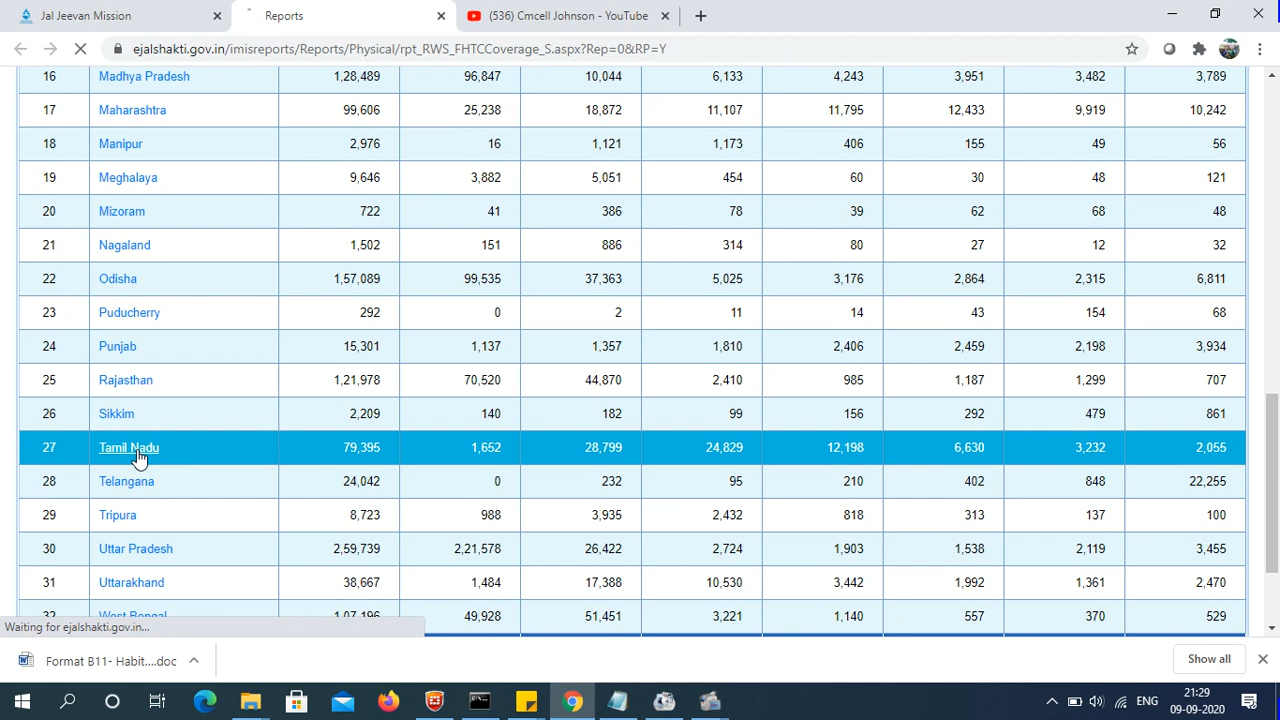 Jal Jeevan Mission
Reports
(536) Cmcell Johnson - YouTube
ejalshakti.gov.in/imisreports/Reports/Physical/rpt_RWS_FHTCCoverage_S.aspx?Rep=0&RP=Y
16 Madhya Pradesh 1,28,489 96,847 10,044 6,133 4,243 3,951 3,482 3,789
17 Maharashtra 99,606 25,238 18,872 11,107 11,795 12,433 9,919 10,242
18 Manipur 2,976 16 1,121 1,173 406 155 49 56
19 Meghalaya 9,646 3,882 5,051 454 60 30 48 121
20 Mizoram 722 41 386 78 39 62 68 48
21 Nagaland 1,502 151 886 314 80 27 12 32
22 Odisha 1,57,089 99,535 37,363 5,025 3,176 2,864 2,315 6,811
23 Puducherry 292 0 2 11 14 43 154 68
24 Punjab 15,301 1,137 1,357 1,810 2,406 2,459 2,198 3,934
25 Rajasthan 1,21,978 70,520 44,870 2,410 985 1,187 1,299 707
26 Sikkim 2,209 140 182 99 156 292 479 861
27 Tamil Nadu 79,395 1,652 28,799 24,829 12,198 6,630 3,232 2,055
28 Telangana 24,042 0 232 95 210 402 848 22,255
29 Tripura 8,723 988 3,935 2,432 818 313 137 100
30 Uttar Pradesh 2,59,739 2,21,578 26,422 2,724 1,903 1,538 2,119 3,455
31 Uttarakhand 38,667 1,484 17,388 10,530 3,442 1,992 1,361 2,470
32 West Bengal 1,07,196 49,928 51,451 3,221 1,140 557 370 529
Waiting for ejalshakti.gov.in...
Format B11- Habit....doc
Show all
ENG
21:29
09-09-2020